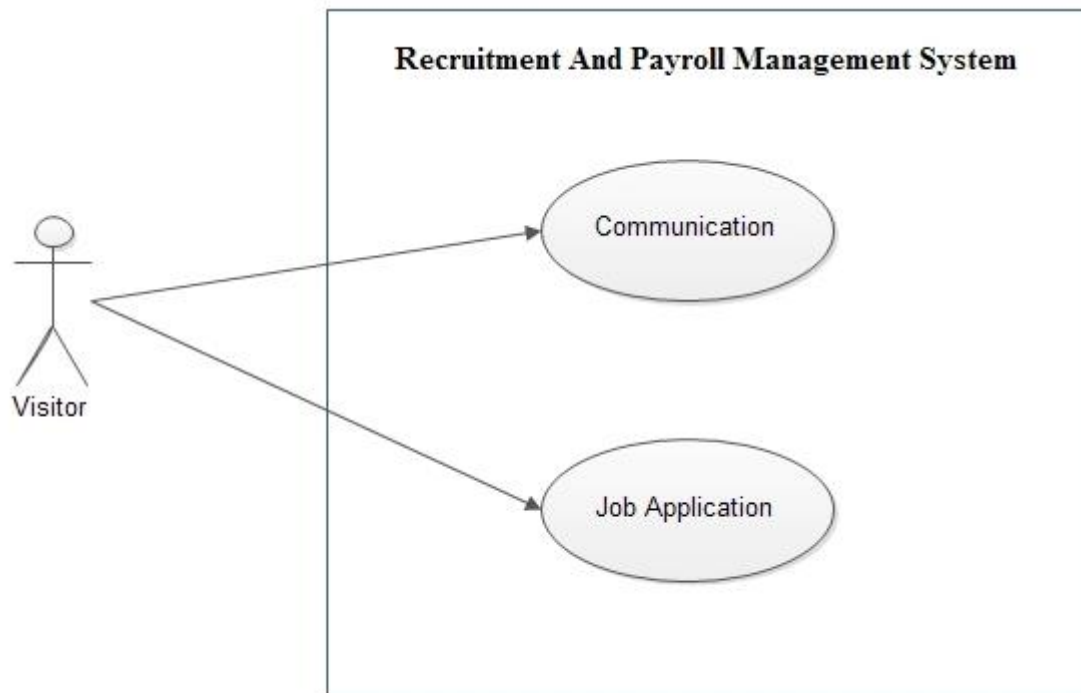 Recruitment And Payroll Management System
Communication
Visitor
Job Application